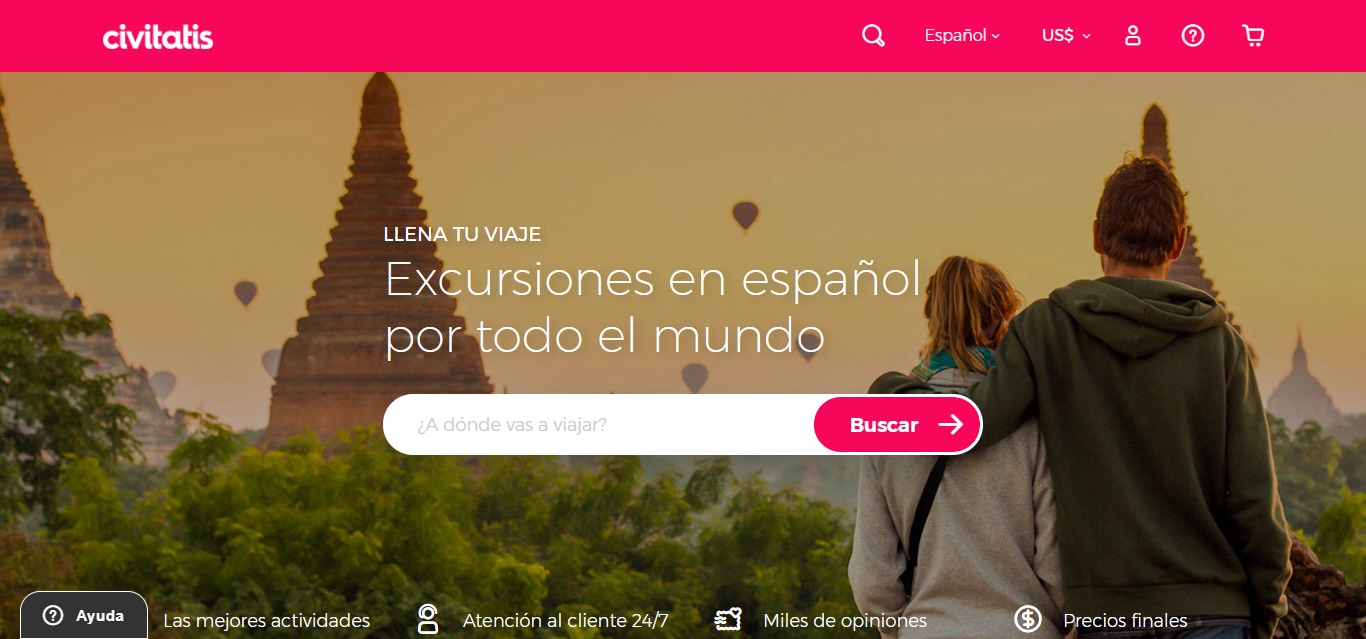 civitatis
Español
US$
LLENA TU VIAJE
Excursiones en español
por todo el mundo
¿A dónde vas a viajar?
Buscar
Ayuda
Las mejores actividades
Atención al cliente 24/7
Miles de opiniones
Precios finales